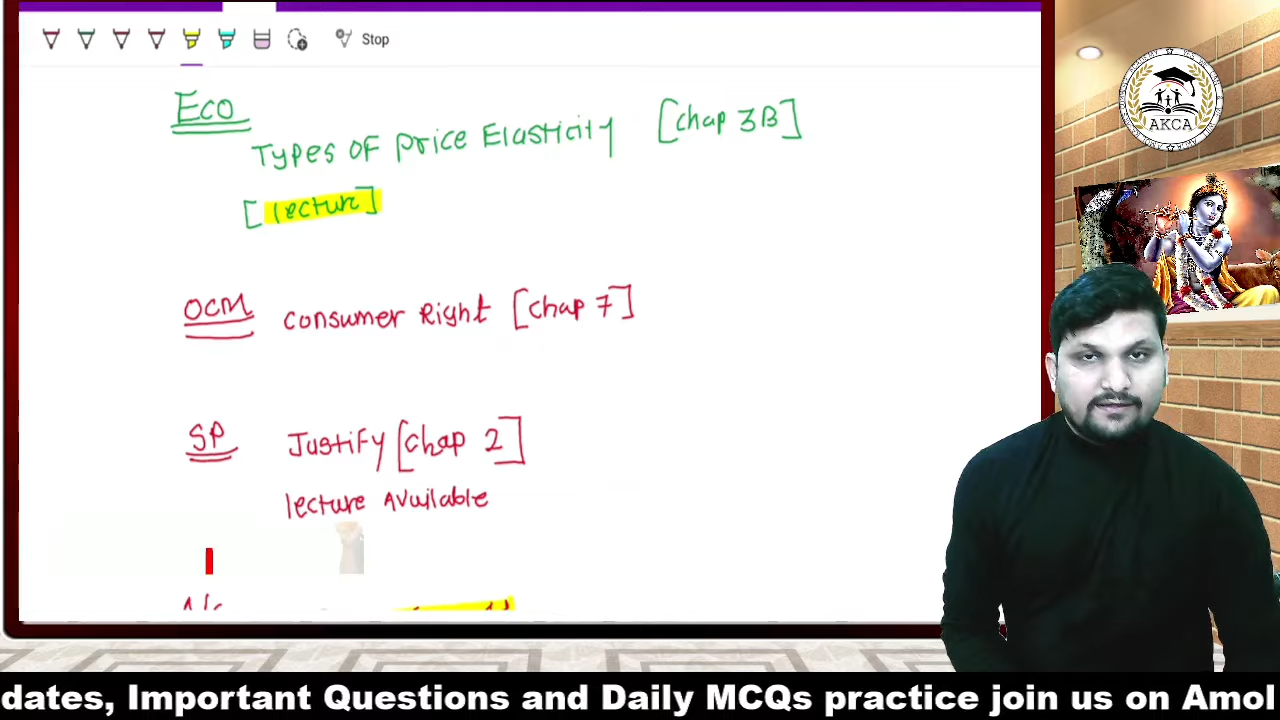 Stop
Eco
Types OF Price Elasticity [chap 3B]
[lecture]
OCM Consumer Right [Chap 7]
SP Justify [Chap 2]
lecture Available
AKCA
dates, Important Questions and Daily MCQs practice join us on Amol